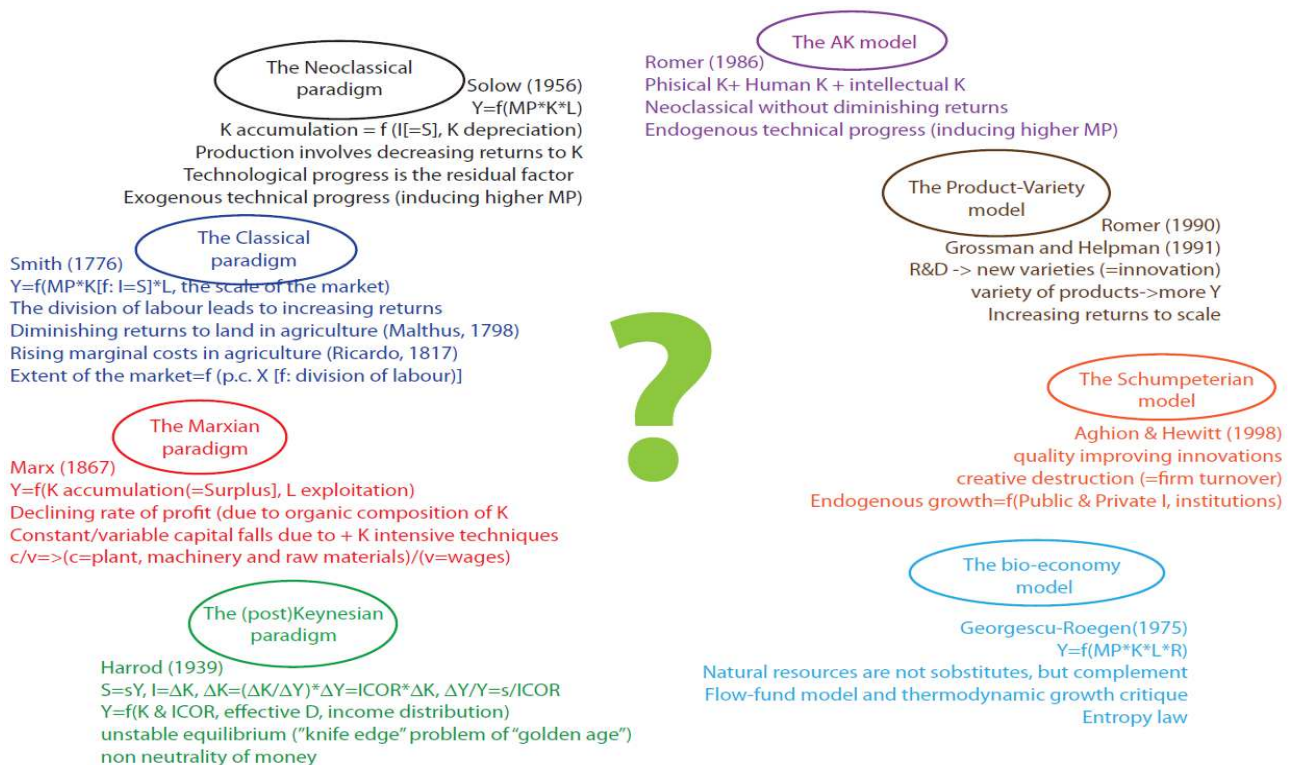 The Neoclassical
paradigm
Solow (1956)
Y=f(MP*K*L)
K accumulation = f (I[=S], K depreciation)
Production involves decreasing returns to K
Technological progress is the residual factor
Exogenous technical progress (inducing higher MP)
The Classical
paradigm
Smith (1776)
Y=f(MP*K[f: I=S]*L, the scale of the market)
The division of labour leads to increasing returns
Diminishing returns to land in agriculture (Malthus, 1798)
Rising marginal costs in agriculture (Ricardo, 1817)
Extent of the market=f (p.c. X [f: division of labour)]
The Marxian
paradigm
Marx (1867)
Y=f(K accumulation(=Surplus], L exploitation)
Declining rate of profit (due to organic composition of K
Constant/variable capital falls due to + K intensive techniques
c/v=>(c=plant, machinery and raw materials)/(v=wages)
The (post)Keynesian
paradigm
Harrod (1939)
S=sY, I=ΔK, ΔK=(ΔK/ΔY)*ΔY=ICOR*ΔK, ΔY/Y=s/ICOR
Y=f(K & ICOR, effective D, income distribution)
unstable equilibrium ("knife edge" problem of "golden age")
non neutrality of money
?
The AK model
Romer (1986)
Phisical K+ Human K + intellectual K
Neoclassical without diminishing returns
Endogenous technical progress (inducing higher MP)
The Product-Variety
model
Romer (1990)
Grossman and Helpman (1991)
R&D -> new varieties (=innovation)
variety of products->more Y
Increasing returns to scale
The Schumpeterian
model
Aghion & Hewitt (1998)
quality improving innovations
creative destruction (=firm turnover)
Endogenous growth=f(Public & Private I, institutions)
The bio-economy
model
Georgescu-Roegen(1975)
Y=f(MP*K*L*R)
Natural resources are not sobstitutes, but complement
Flow-fund model and thermodynamic growth critique
Entropy law